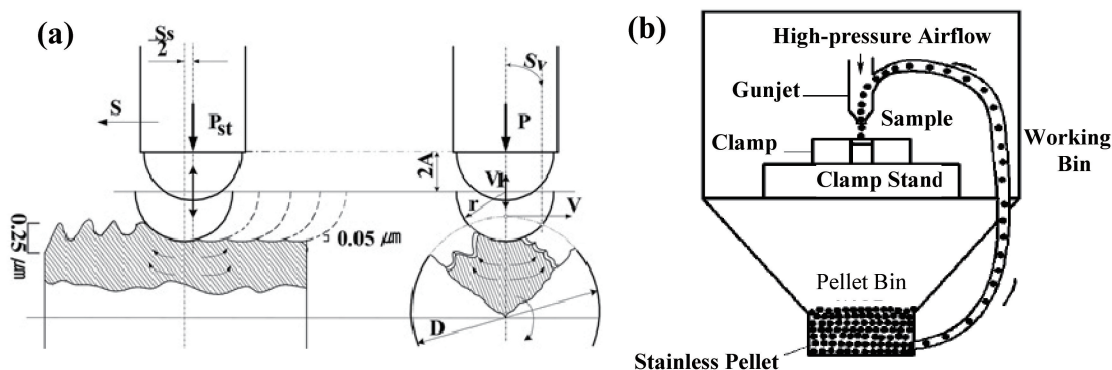 (a)
Ss
2
Sv
S
Pst
P
2A
V1
r
V
0.25 μm
0.05 μm
D
(b)
High-pressure Airflow
Gunjet
Sample
Clamp
Working
Bin
Clamp Stand
Pellet Bin
Stainless Pellet